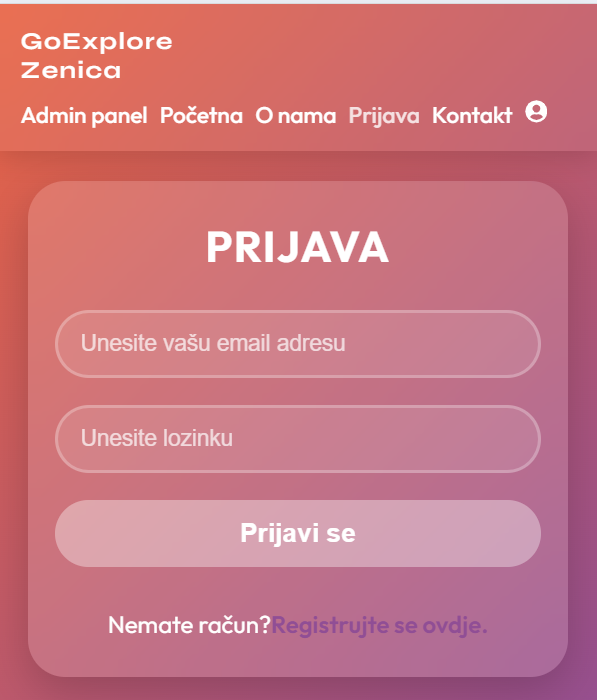 GoExplore
Zenica
Admin panel Početna O nama Prijava Kontakt
PRIJAVA
Unesite vašu email adresu
Unesite lozinku
Prijavi se
Nemate račun?Registrujte se ovdje.